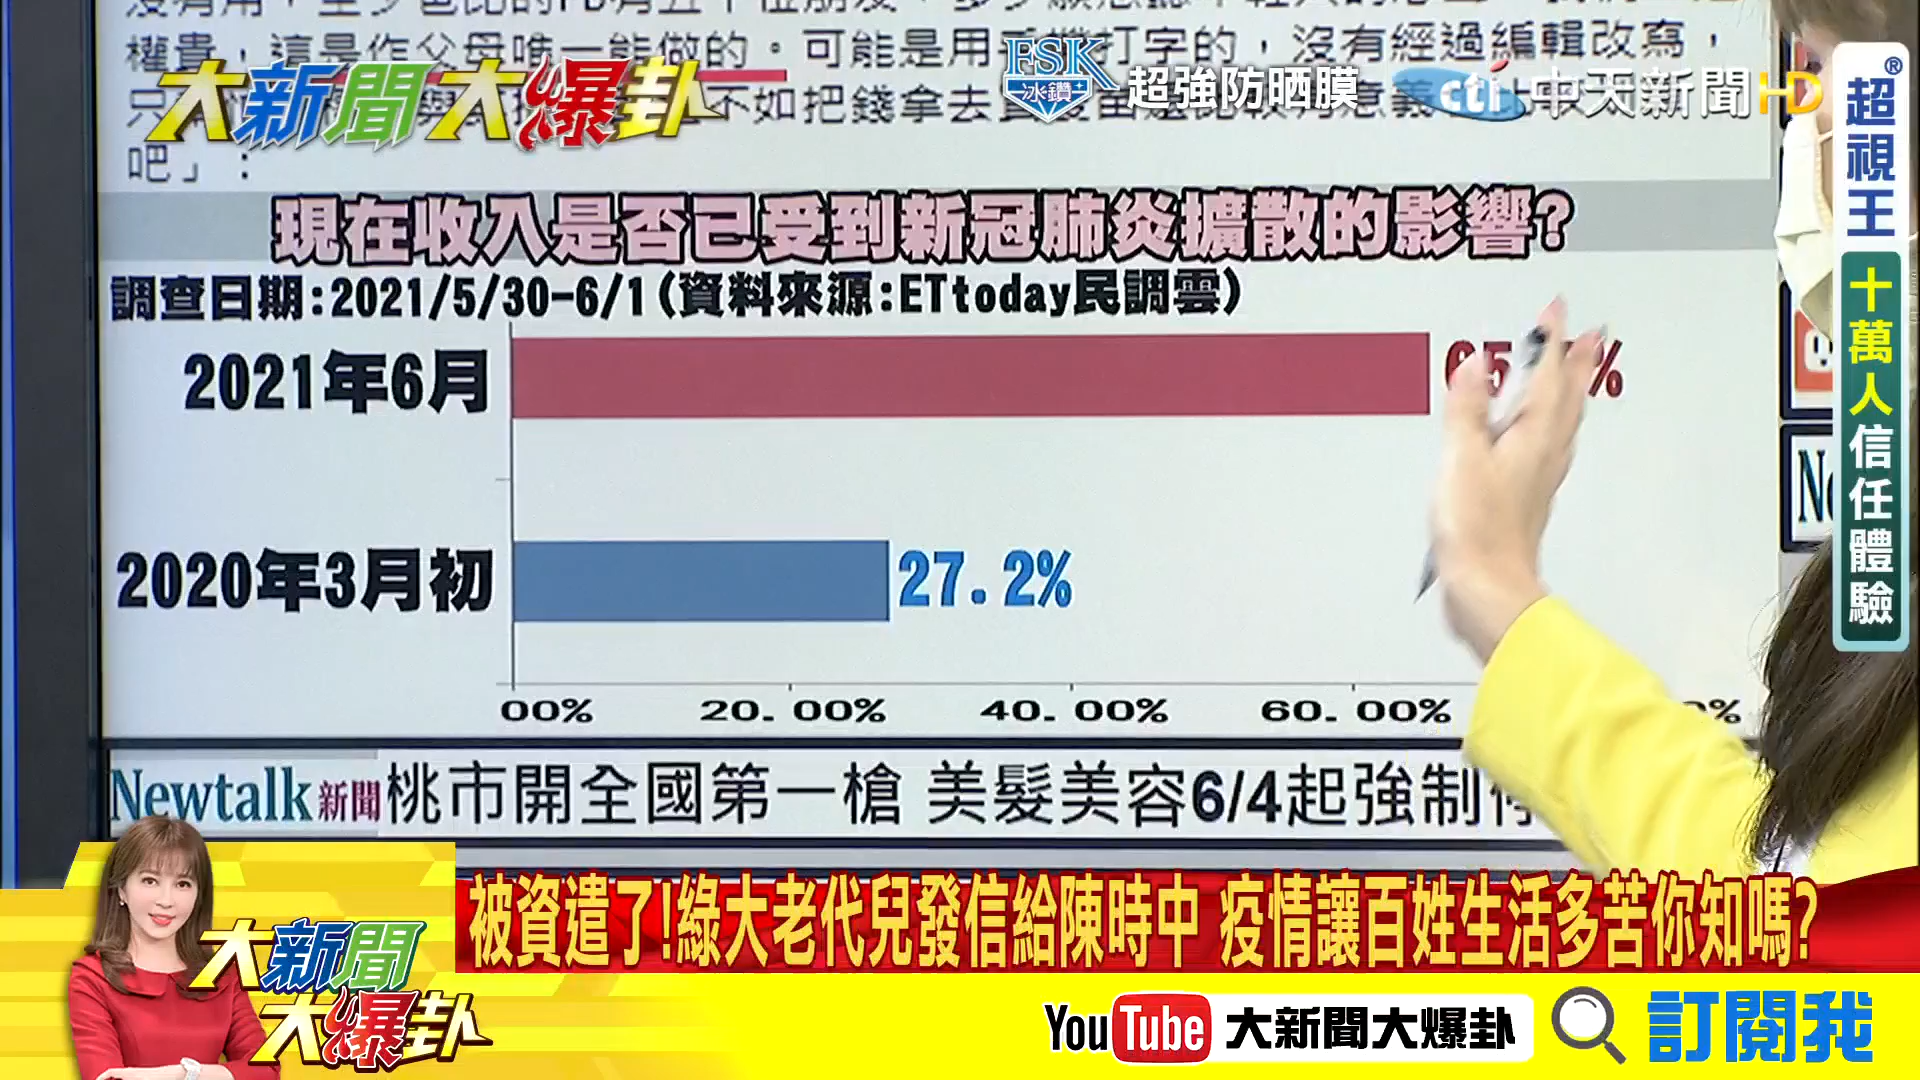 權貴，這是作父母唯一能做的。可能是用手機打字的，沒有經過編輯改寫，
不如把錢拿去買疫苗
吧」：
大新聞大爆卦
FSK
冰鑽
超強防晒膜
cti 中天新聞HD
超視王®
十萬人信任體驗
現在收入是否已受到新冠肺炎擴散的影響?
調查日期:2021/5/30-6/1(資料來源:ETtoday民調雲)
2021年6月
2020年3月初 27.2%
00% 20.00% 40.00% 60.00%
Newtalk新聞 桃市開全國第一槍 美髮美容6/4起強制停
被資遣了!綠大老代兒發信給陳時中 疫情讓百姓生活多苦你知嗎?
大新聞
大爆卦
YouTube 大新聞大爆卦 訂閱我